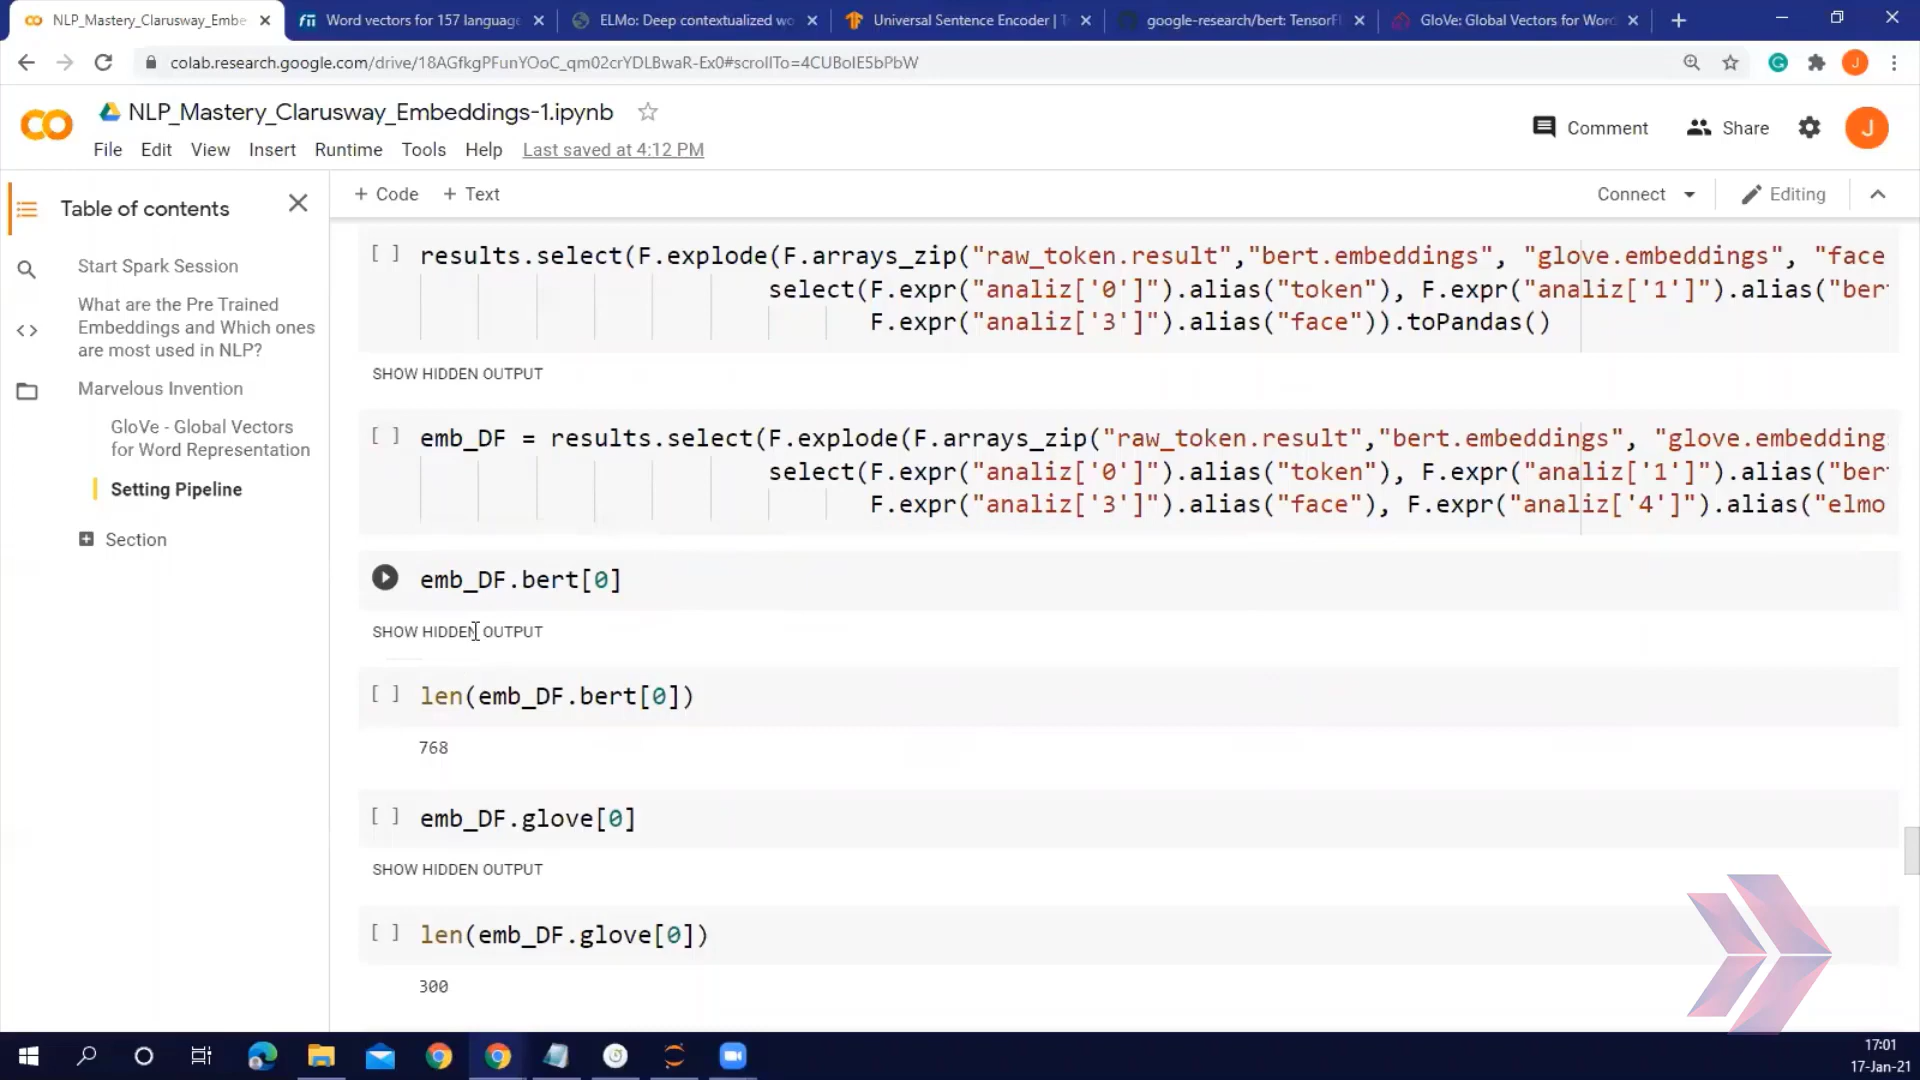 NLP_Mastery_Clarusway_Embe
Word vectors for 157 language
ELMo: Deep contextualized wo
Universal Sentence Encoder | T
google-research/bert: TensorFl
GloVe: Global Vectors for Word
colab.research.google.com/drive/18AGfkgPFunYOoC_qm02crYDLBwaR-Ex0#scrollTo=4CUBoIE5bPbW
J
NLP_Mastery_Clarusway_Embeddings-1.ipynb
Comment
Share
J
File Edit View Insert Runtime Tools Help Last saved at 4:12 PM
Table of contents
+ Code + Text
Connect
Editing
Start Spark Session
What are the Pre Trained
Embeddings and Which ones
are most used in NLP?
Marvelous Invention
GloVe - Global Vectors
for Word Representation
Setting Pipeline
Section
[ ] results.select(F.explode(F.arrays_zip("raw_token.result","bert.embeddings", "glove.embeddings", "face
select(F.expr("analiz['0']").alias("token"), F.expr("analiz['1']").alias("ber
F.expr("analiz['3']").alias("face")).toPandas()
SHOW HIDDEN OUTPUT
[ ] emb_DF = results.select(F.explode(F.arrays_zip("raw_token.result","bert.embeddings", "glove.embedding
select(F.expr("analiz['0']").alias("token"), F.expr("analiz['1']").alias("ber
F.expr("analiz['3']").alias("face"), F.expr("analiz['4']").alias("elmo
emb_DF.bert[0]
SHOW HIDDEN OUTPUT
[ ] len(emb_DF.bert[0])
768
[ ] emb_DF.glove[0]
SHOW HIDDEN OUTPUT
[ ] len(emb_DF.glove[0])
300
17:01
17-Jan-21